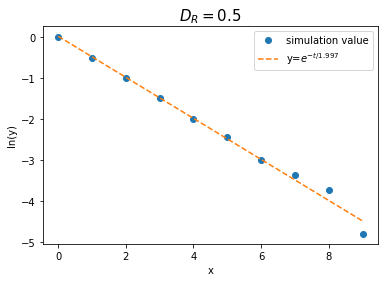 $D_R = 0.5$
simulation value
y=$e^{-t/1.997}$
ln(y)
0
−1
−2
−3
−4
−5
0
2
4
6
8
x